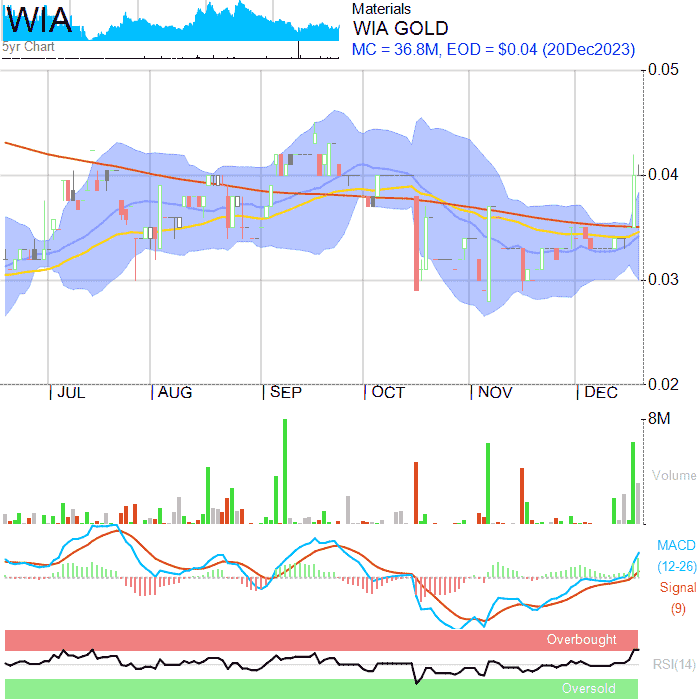 WIA
5yr Chart
Materials
WIA GOLD
MC = 36.8M, EOD = $0.04 (20Dec2023)
0.05
0.04
0.03
0.02
JUL AUG SEP OCT NOV DEC
8M
Volume
MACD
(12-26)
Signal
(9)
Overbought
RSI(14)
Oversold